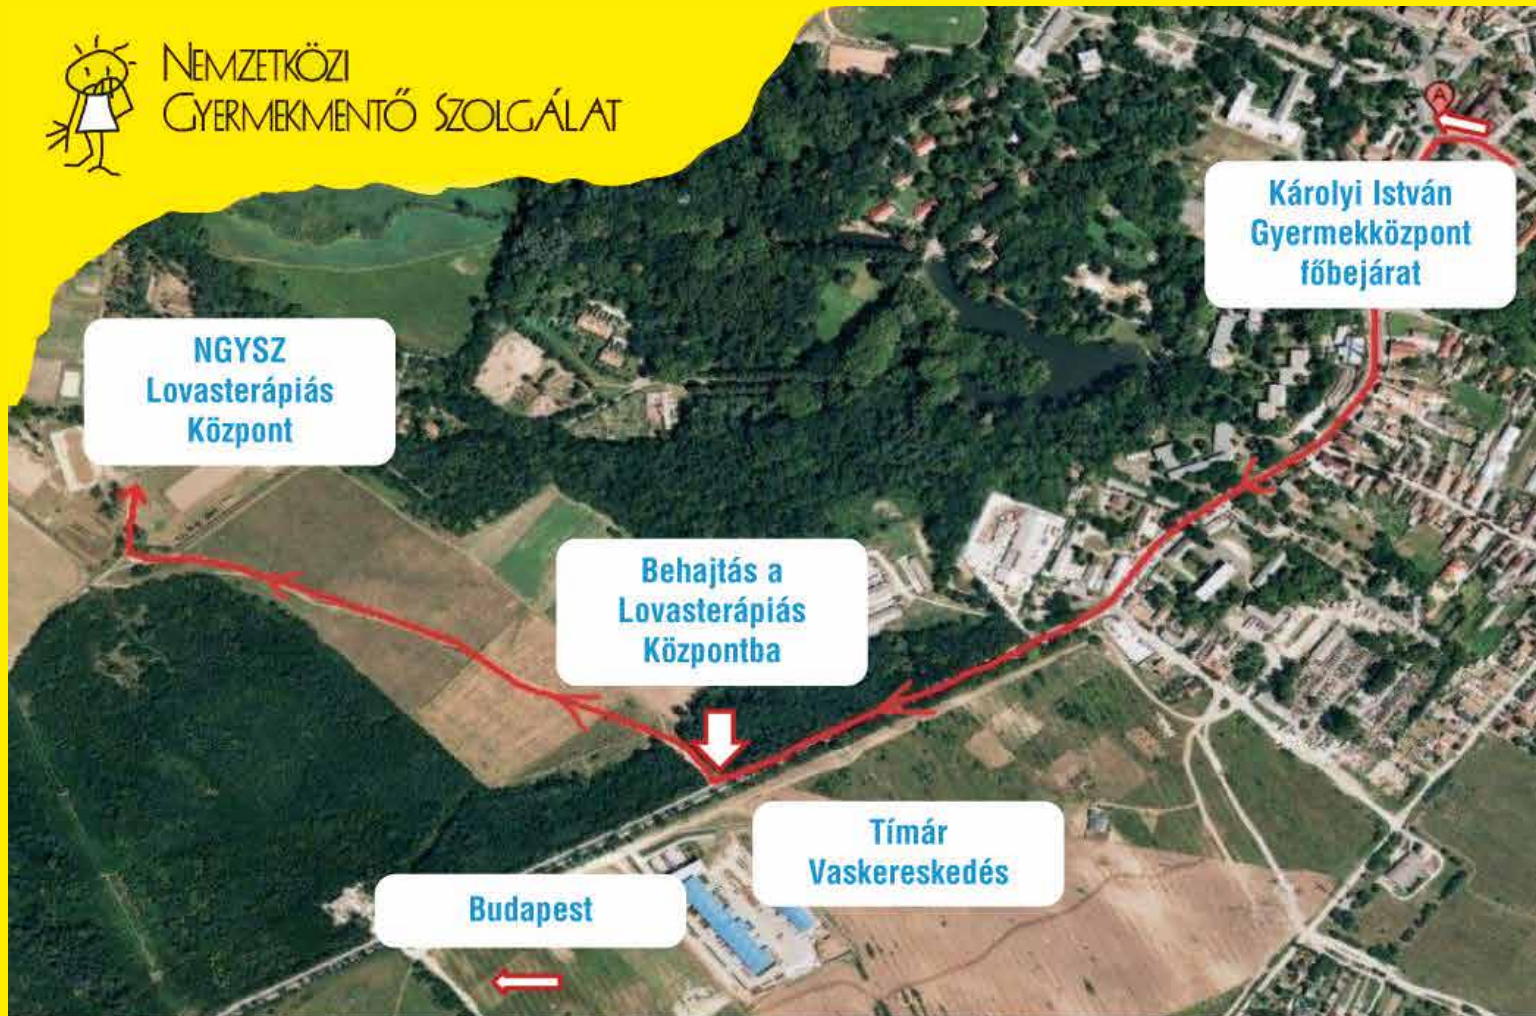 NEMZETKÖZI
GYERMEKMENTŐ SZOLGÁLAT
A
Károlyi István
Gyermekközpont
főbejárat
NGYSZ
Lovasterápiás
Központ
Behajtás a
Lovasterápiás
Központba
Tímár
Vaskereskedés
Budapest